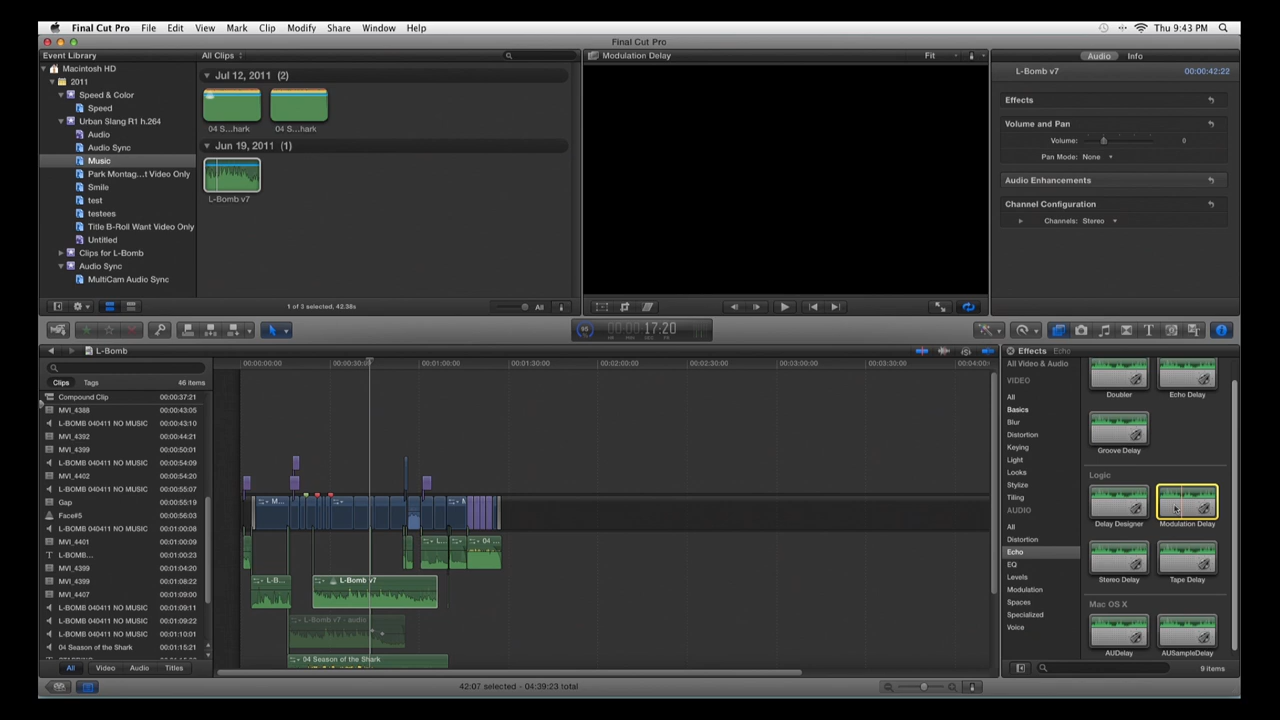 Final Cut Pro File Edit View Mark Clip Modify Share Window Help Thu 9:43 PM
Final Cut Pro
Event Library
Macintosh HD
2011
Speed & Color
Speed
Urban Slang R1 h.264
Audio
Audio Sync
Music
Park Montag...t Video Only
Smile
test
testees
Title B-Roll Want Video Only
Untitled
Clips for L-Bomb
Audio Sync
MultiCam Audio Sync
All Clips
Jul 12, 2011 (2)
04 S...hark 04 S...hark
Jun 19, 2011 (1)
L-Bomb v7
1 of 3 selected, 42.38s
All
Modulation Delay Fit
Audio Info
L-Bomb v7 00:00:42:22
Effects
Volume and Pan
Volume: 0
Pan Mode: None
Audio Enhancements
Channel Configuration
Channels: Stereo
95 00:00:17:20
HR MIN SEC FR
L-Bomb
Clips Tags 46 items
Compound Clip 00:00:37:21
MVI_4388 00:00:43:05
L-BOMB 040411 NO MUSIC 00:00:43:10
MVI_4392 00:00:44:21
MVI_4399 00:00:50:01
L-BOMB 040411 NO MUSIC 00:00:54:09
MVI_4402 00:00:54:20
L-BOMB 040411 NO MUSIC 00:00:55:07
Gap 00:00:55:19
Face#5 00:00:56:03
L-BOMB 040411 NO MUSIC 00:01:00:08
MVI_4401 00:01:00:23
L-BOMB... 00:01:00:23
MVI_4399 00:01:01:23
MVI_4399 00:01:08:22
MVI_4407 00:01:09:09
L-BOMB 040411 NO MUSIC 00:01:09:11
L-BOMB 040411 NO MUSIC 00:01:09:22
L-BOMB 040411 NO MUSIC 00:01:10:01
04 Season of the Shark 00:01:15:21
All Video Audio Titles
00:00:00:00 00:00:30:00 00:01:00:00 00:01:30:00 00:02:00:00 00:02:30:00 00:03:00:00 00:03:30:00 00:04:0
M...
L... 04 ...
L-B... L-Bomb v7
L-Bomb v7 - audio
04 Season of the Shark
42:07 selected - 04:39:23 total
Effects Echo
All Video & Audio
VIDEO
All
Basics
Blur
Distortion
Keying
Light
Looks
Stylize
Tiling
AUDIO
All
Distortion
Echo
EQ
Levels
Modulation
Spaces
Specialized
Voice
Doubler Echo Delay
Groove Delay
Logic
Delay Designer Modulation Delay
Stereo Delay Tape Delay
Mac OS X
AUDelay AUSampleDelay
9 items